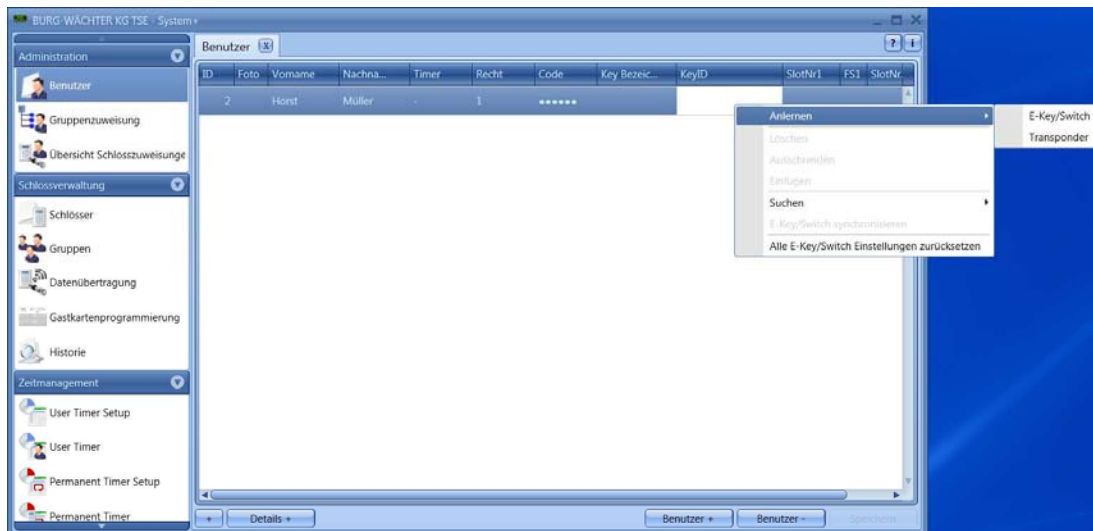 BURG-WÄCHTER KG TSE - System+
Administration
Benutzer
Gruppenzuweisung
Übersicht Schlosszuweisunge
Schlossverwaltung
Schlösser
Gruppen
Datenübertragung
Gastkartenprogrammierung
Historie
Zeitmanagement
User Timer Setup
User Timer
Permanent Timer Setup
Permanent Timer
Benutzer x
? i
ID Foto Vorname Nachna... Timer Recht Code Key Bezeic... KeyID SlotNr1 FS1 SlotNr.
2 Horst Müller - 1 ●●●●●●
Anlernen
Löschen
Ausschneiden
Einfügen
Suchen
E-Key/Switch synchronisieren
Alle E-Key/Switch Einstellungen zurücksetzen
E-Key/Switch
Transponder
+ Details + Benutzer + Benutzer - Speichern